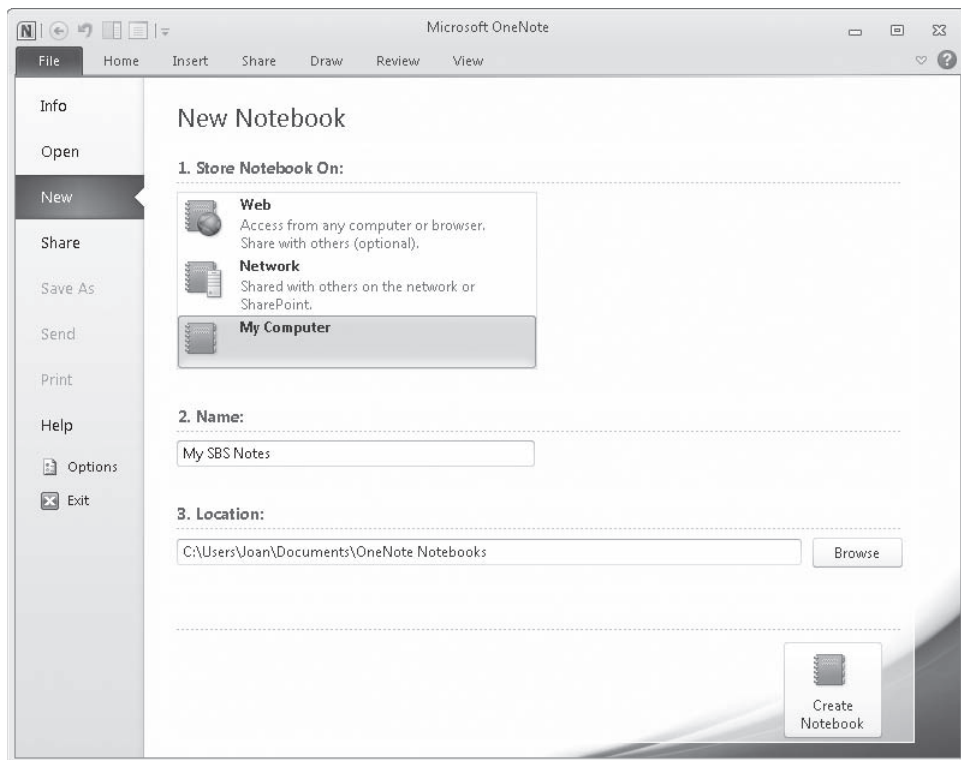 Microsoft OneNote
File Home Insert Share Draw Review View
Info
Open
New
Share
Save As
Send
Print
Help
Options
Exit
New Notebook
1. Store Notebook On:
Web
Access from any computer or browser.
Share with others (optional).
Network
Shared with others on the network or
SharePoint.
My Computer
2. Name:
My SBS Notes
3. Location:
C:\Users\Joan\Documents\OneNote Notebooks
Browse
Create
Notebook